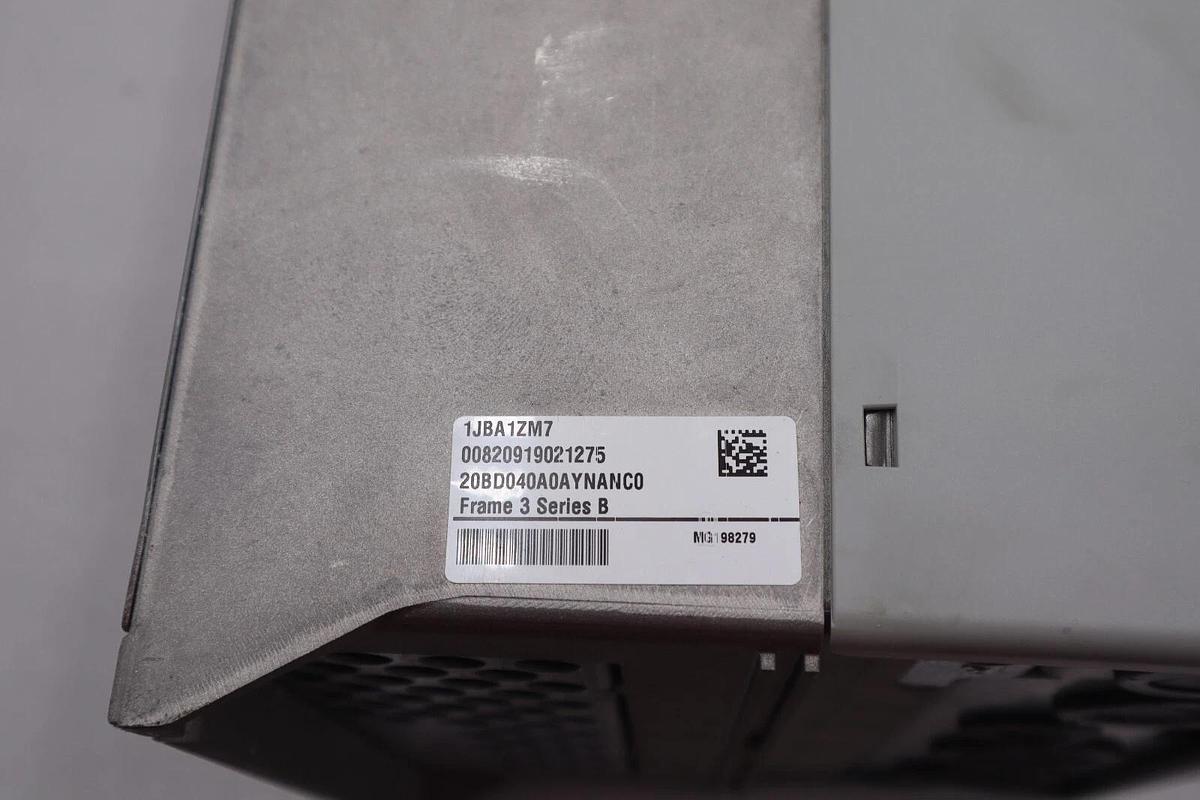 1JBA1ZM7
00820919021275
20BD040A0AYNANC0
Frame 3 Series B
MG198279